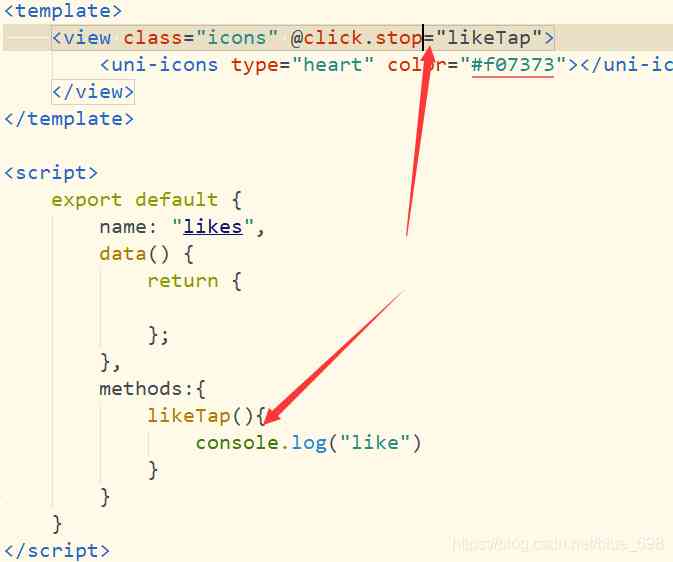 <template>
<view class="icons" @click.stop="likeTap">
<uni-icons type="heart" color="#f07373"></uni-ic
</view>
</template>
<script>
export default {
name: "likes",
data() {
return {
};
},
methods:{
likeTap(){
console.log("like")
}
}
}
</script>
https://blog.csdn.net/blue_698